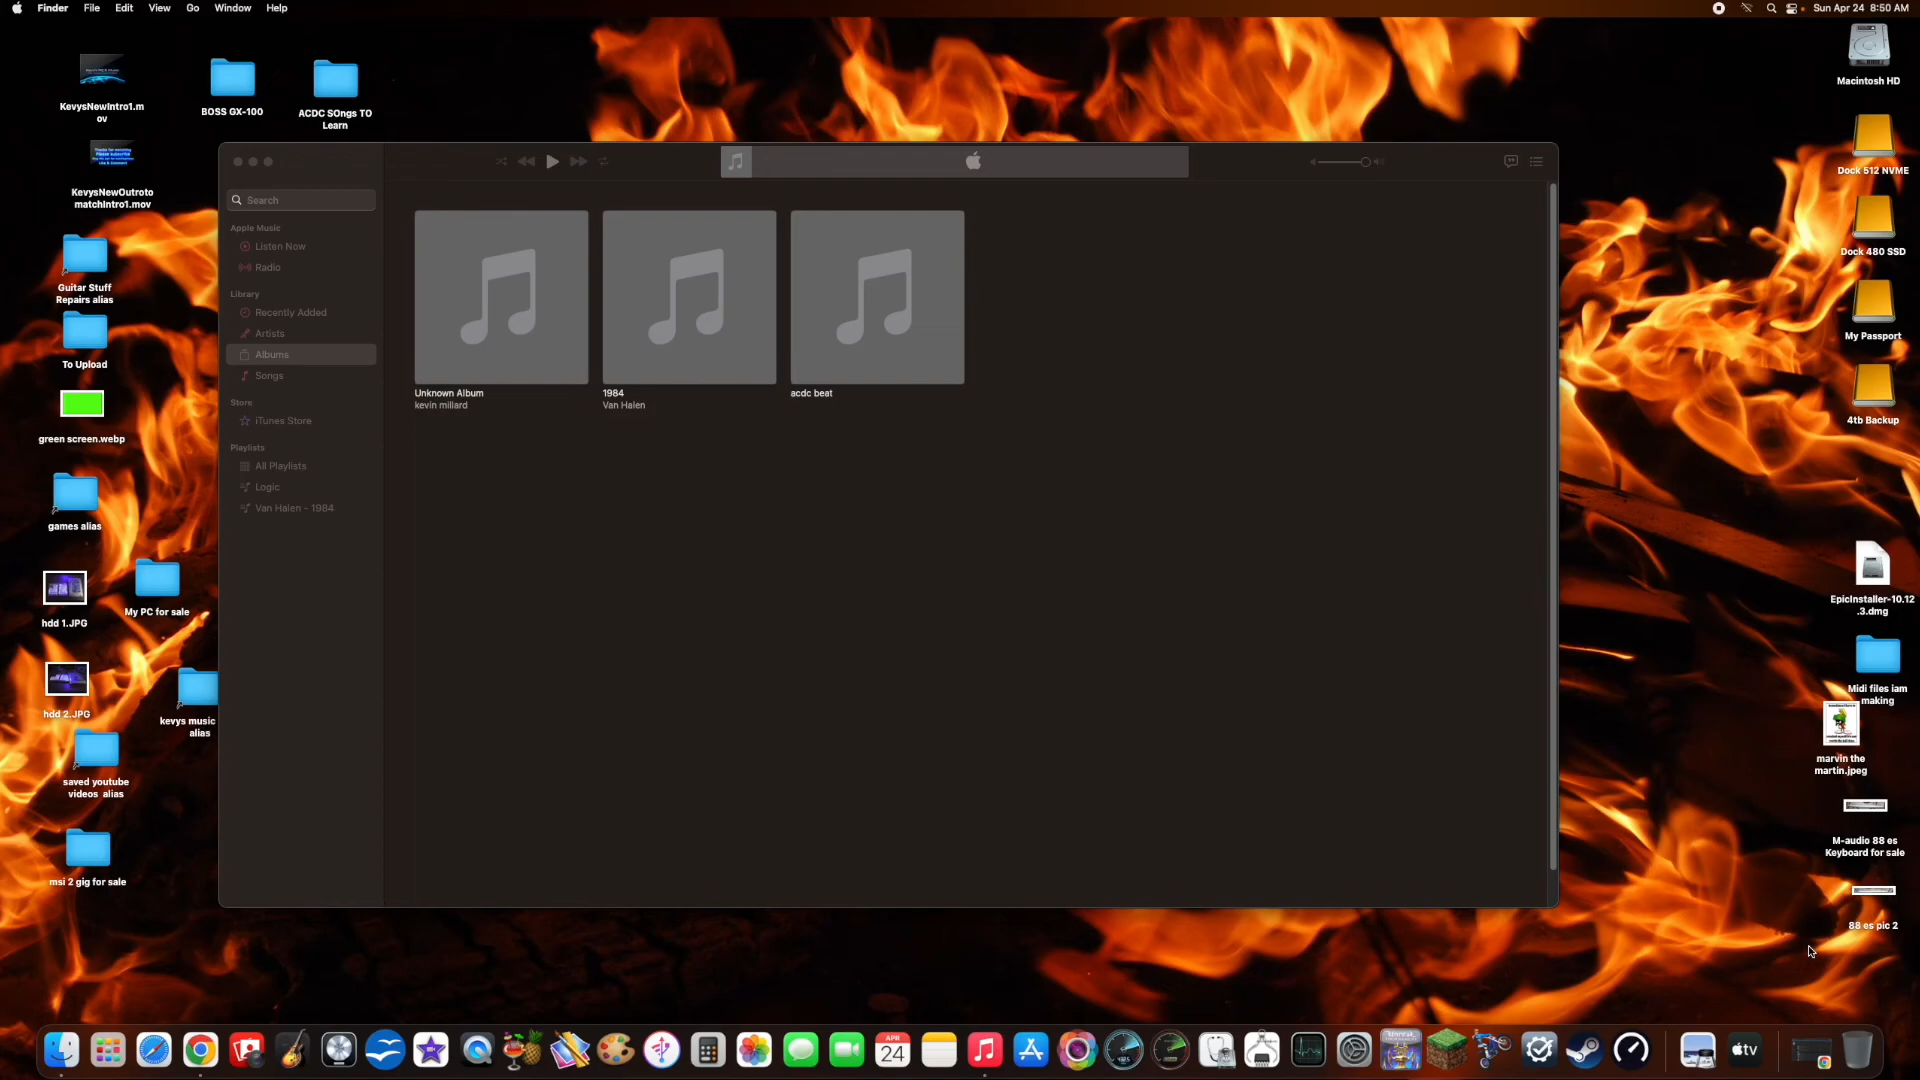 Finder File Edit View Go Window Help
Sun Apr 24 8:50 AM
KevysNewIntro1.m
ov
BOSS GX-100
ACDC SOngs TO
Learn
KevysNewOutroto
matchIntro1.mov
Guitar Stuff
Repairs alias
To Upload
green screen.webp
games alias
hdd 1.JPG
My PC for sale
hdd 2.JPG
kevys music
alias
saved youtube
videos alias
msi 2 gig for sale
Search
Apple Music
Listen Now
Radio
Library
Recently Added
Artists
Albums
Songs
Store
iTunes Store
Playlists
All Playlists
Logic
Van Halen - 1984
Unknown Album
kevin millard
1984
Van Halen
acdc beat
Macintosh HD
Dock 512 NVME
Dock 480 SSD
My Passport
4tb Backup
EpicInstaller-10.12
.3.dmg
Midi files iam
making
marvin the
martin.jpeg
M-audio 88 es
Keyboard for sale
88 es pic 2
APR
24
tv